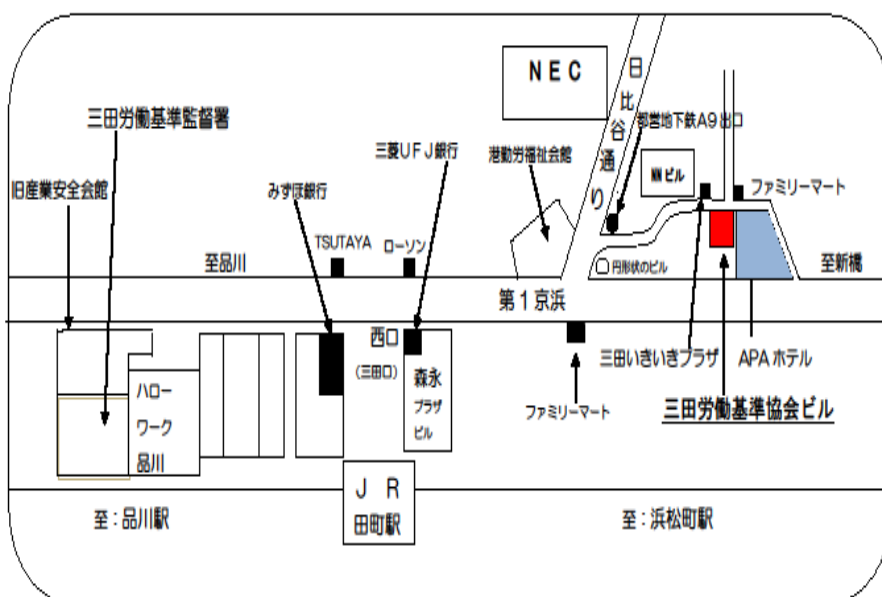 NEC
日比谷通り
三田労働基準監督署
都営地下鉄A9出口
三菱UFJ銀行
港勤労福祉会館
旧産業安全会館
みずほ銀行
NNビル
ファミリーマート
TSUTAYA
ローソン
至品川
円形状のビル
至新橋
第1京浜
西口
(三田口)
三田いきいきプラザ
APAホテル
森永
プラザ
ビル
ハロー
ワーク
品川
ファミリーマート
三田労働基準協会ビル
JR
田町駅
至：品川駅
至：浜松町駅